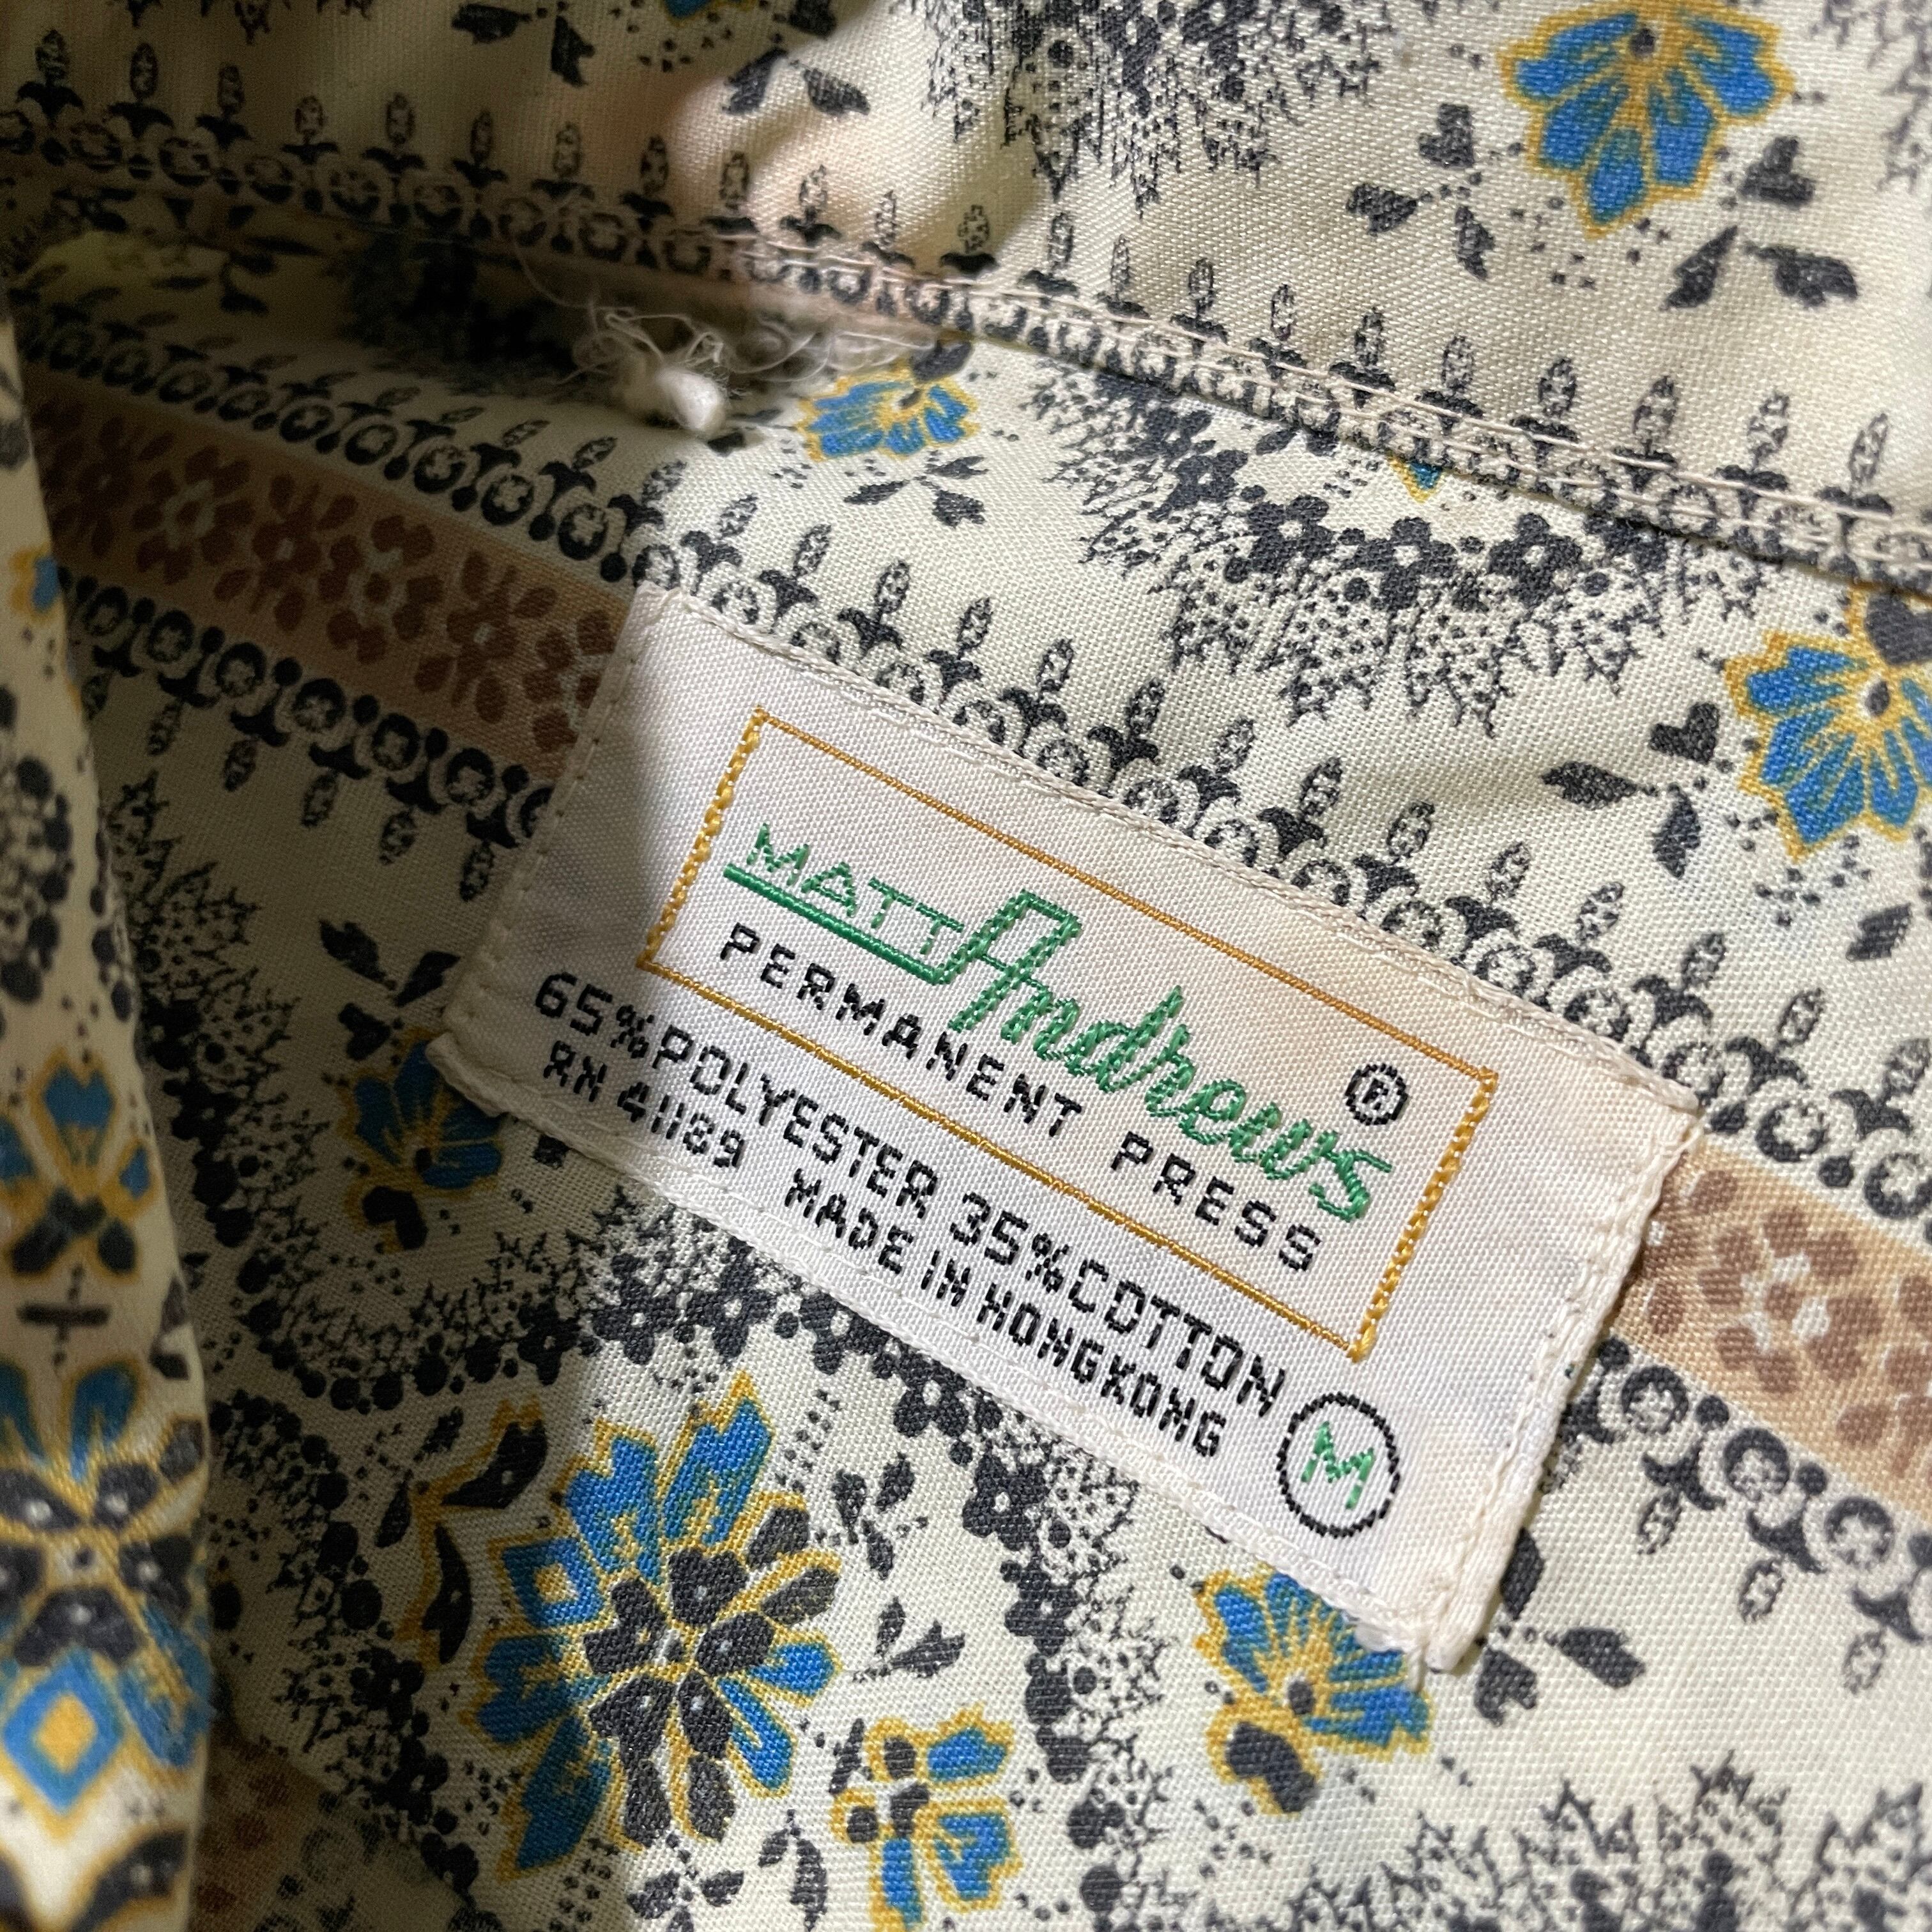 MATT Andrews ®
PERMANENT PRESS
65%POLYESTER 35%COTTON
RN 41189 MADE IN HONGKONG
M